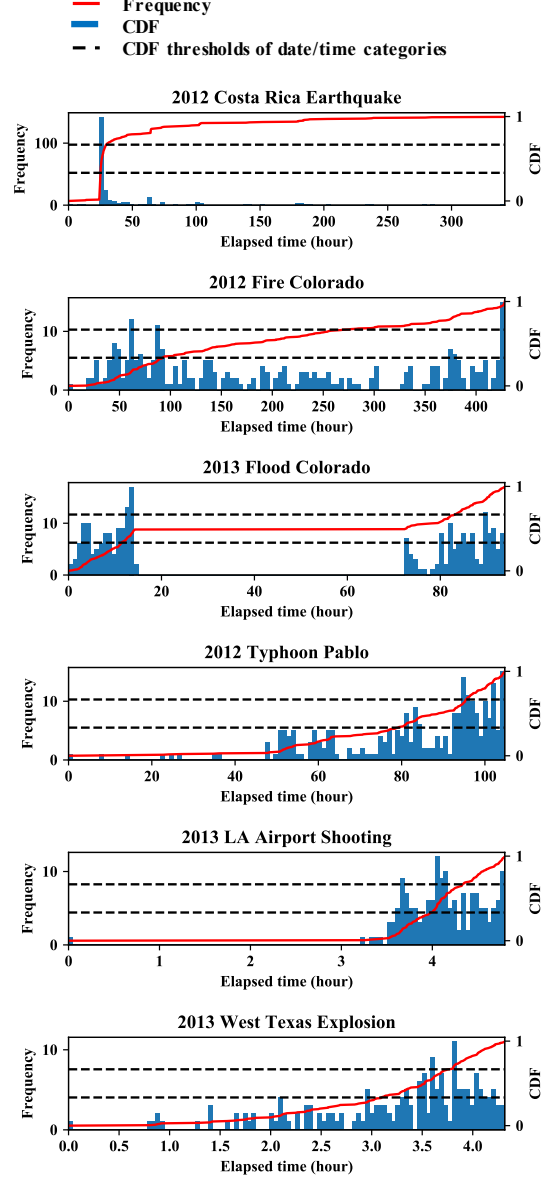 Frequency
CDF
CDF thresholds of date/time categories
2012 Costa Rica Earthquake
Frequency
100
0
1
0
CDF
0 50 100 150 200 250 300
Elapsed time (hour)
2012 Fire Colorado
Frequency
10
0
1
0
CDF
0 50 100 150 200 250 300 350 400
Elapsed time (hour)
2013 Flood Colorado
Frequency
10
0
1
0
CDF
0 20 40 60 80
Elapsed time (hour)
2012 Typhoon Pablo
Frequency
10
0
1
0
CDF
0 20 40 60 80 100
Elapsed time (hour)
2013 LA Airport Shooting
Frequency
10
0
1
0
CDF
0 1 2 3 4
Elapsed time (hour)
2013 West Texas Explosion
Frequency
10
0
1
0
CDF
0.0 0.5 1.0 1.5 2.0 2.5 3.0 3.5 4.0
Elapsed time (hour)